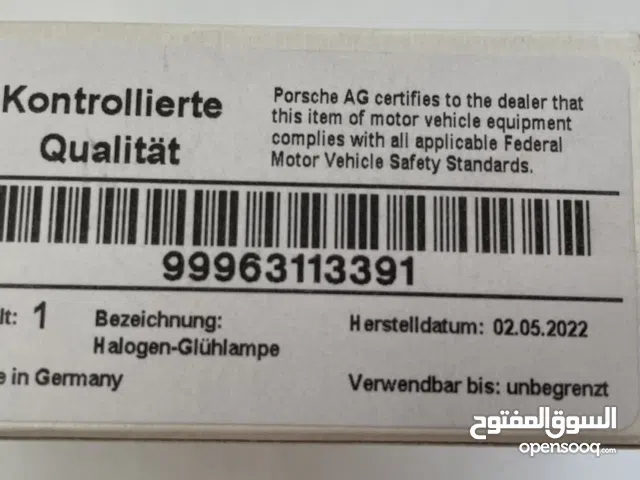 Kontrollierte
Qualität
Porsche AG certifies to the dealer that
this item of motor vehicle equipment
complies with all applicable Federal
Motor Vehicle Safety Standards.
99963113391
lt: 1
Bezeichnung:
Halogen-Glühlampe
Herstelldatum: 02.05.2022
e in Germany
Verwendbar bis: unbegrenzt
السوق المفتوح
opensooq.com